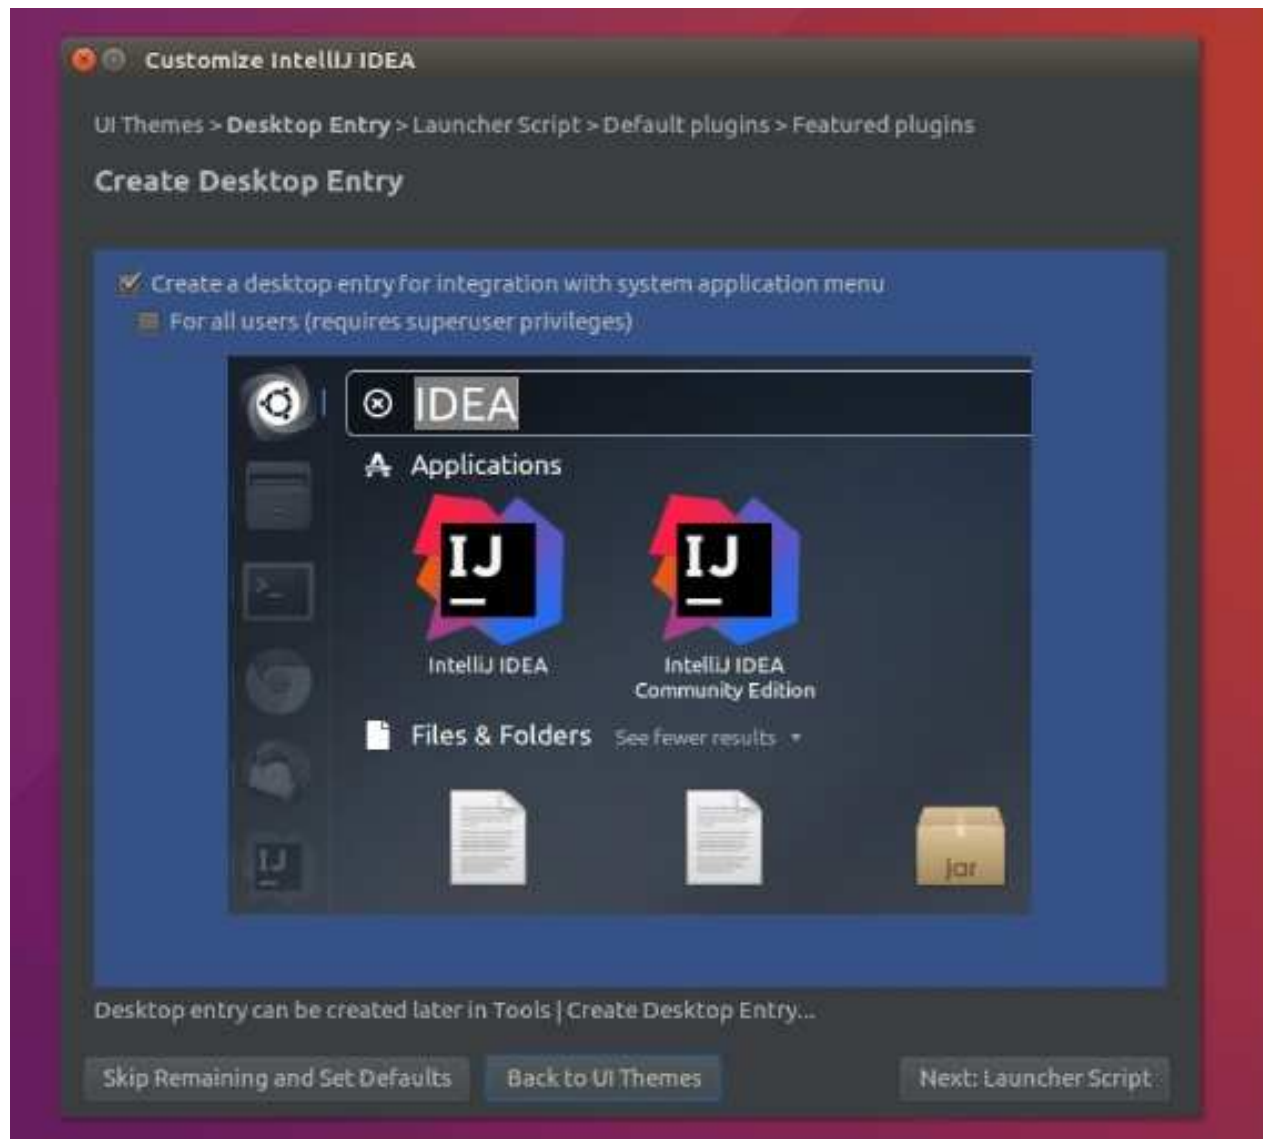 Customize IntelliJ IDEA
UI Themes > Desktop Entry > Launcher Script > Default plugins > Featured plugins
Create Desktop Entry
Create a desktop entry for integration with system application menu
For all users (requires superuser privileges)
IDEA
Applications
IJ
IJ
IntelliJ IDEA
IntelliJ IDEA
Community Edition
Files & Folders See fewer results
IJ
jar
Desktop entry can be created later in Tools | Create Desktop Entry...
Skip Remaining and Set Defaults Back to UI Themes Next: Launcher Script